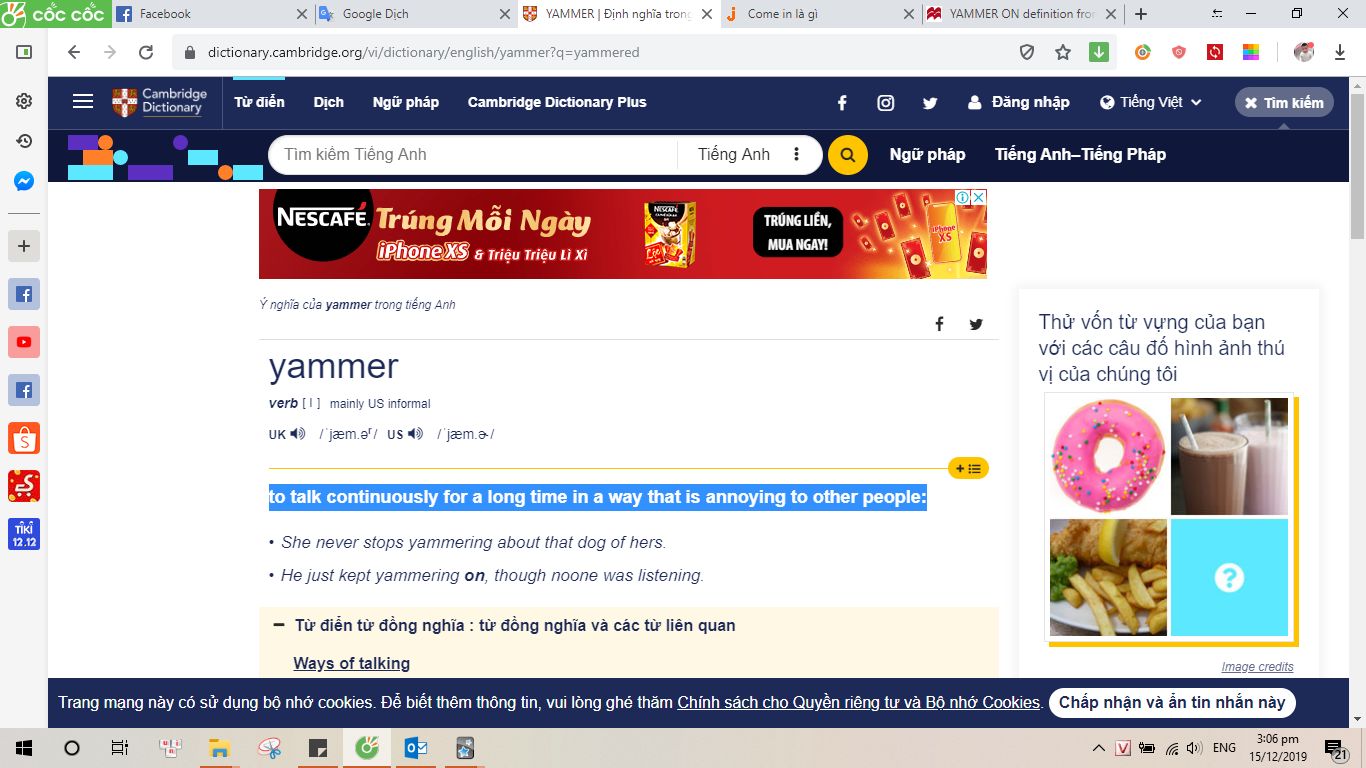 cốc cốc
Facebook
Google Dịch
YAMMER | Định nghĩa trong
Come in là gì
YAMMER ON definition from
dictionary.cambridge.org/vi/dictionary/english/yammer?q=yammered
Cambridge Dictionary
Từ điển
Dịch
Ngữ pháp
Cambridge Dictionary Plus
Đăng nhập
Tiếng Việt
Tìm kiếm
Tìm kiếm Tiếng Anh
Tiếng Anh
Ngữ pháp
Tiếng Anh–Tiếng Pháp
NESCAFÉ
Trúng Mỗi Ngày
iPhone XS & Triệu Triệu Lì Xì
TRÚNG LIỀN,
MUA NGAY!
iPhone
XS
Ý nghĩa của yammer trong tiếng Anh
yammer
verb [ I ] mainly US informal
UK /ˈjæm.əʳ/ US /ˈjæm.ɚ/
to talk continuously for a long time in a way that is annoying to other people:
• She never stops yammering about that dog of hers.
• He just kept yammering on, though noone was listening.
Từ điển từ đồng nghĩa : từ đồng nghĩa và các từ liên quan
Ways of talking
Thử vốn từ vựng của bạn
với các câu đố hình ảnh thú
vị của chúng tôi
?
Image credits
TIKI
12.12
Trang mạng này có sử dụng bộ nhớ cookies. Để biết thêm thông tin, vui lòng ghé thăm Chính sách cho Quyền riêng tư và Bộ nhớ Cookies.
Chấp nhận và ẩn tin nhắn này
ENG
3:06 pm
15/12/2019
21